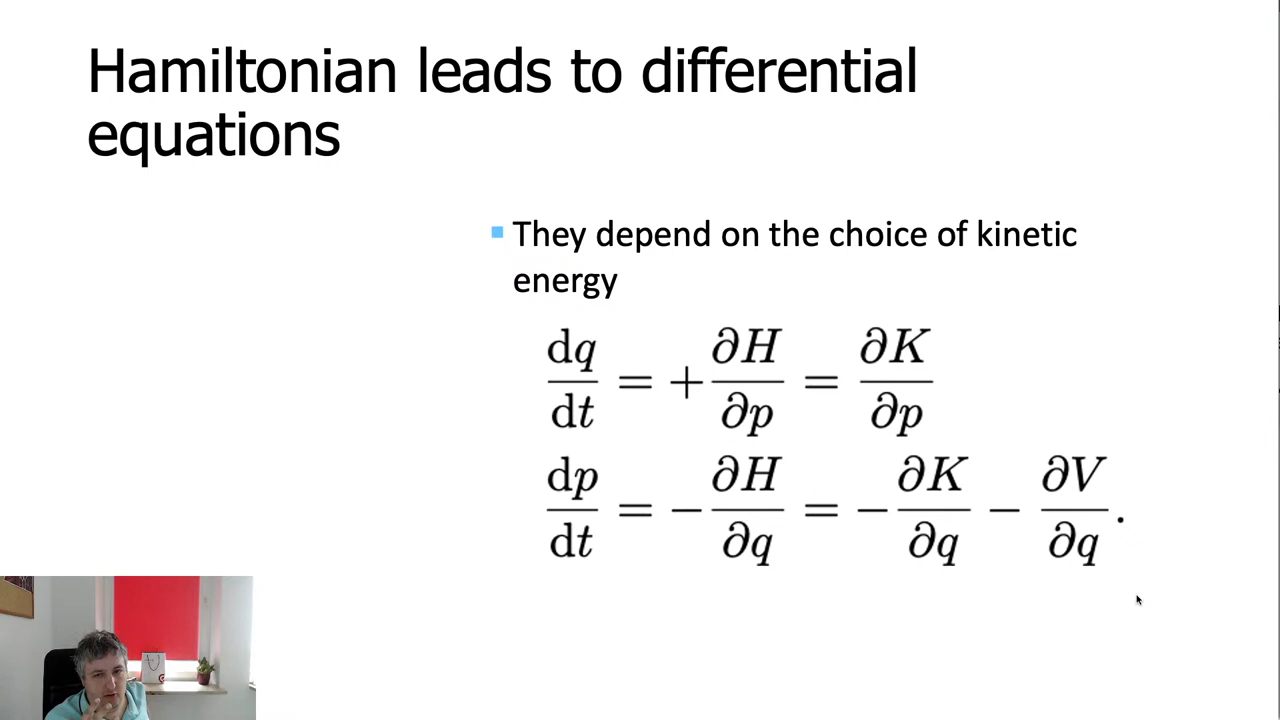 Hamiltonian leads to differential
equations
They depend on the choice of kinetic
energy
dq/dt = +∂H/∂p = ∂K/∂p
dp/dt = −∂H/∂q = −∂K/∂q − ∂V/∂q.